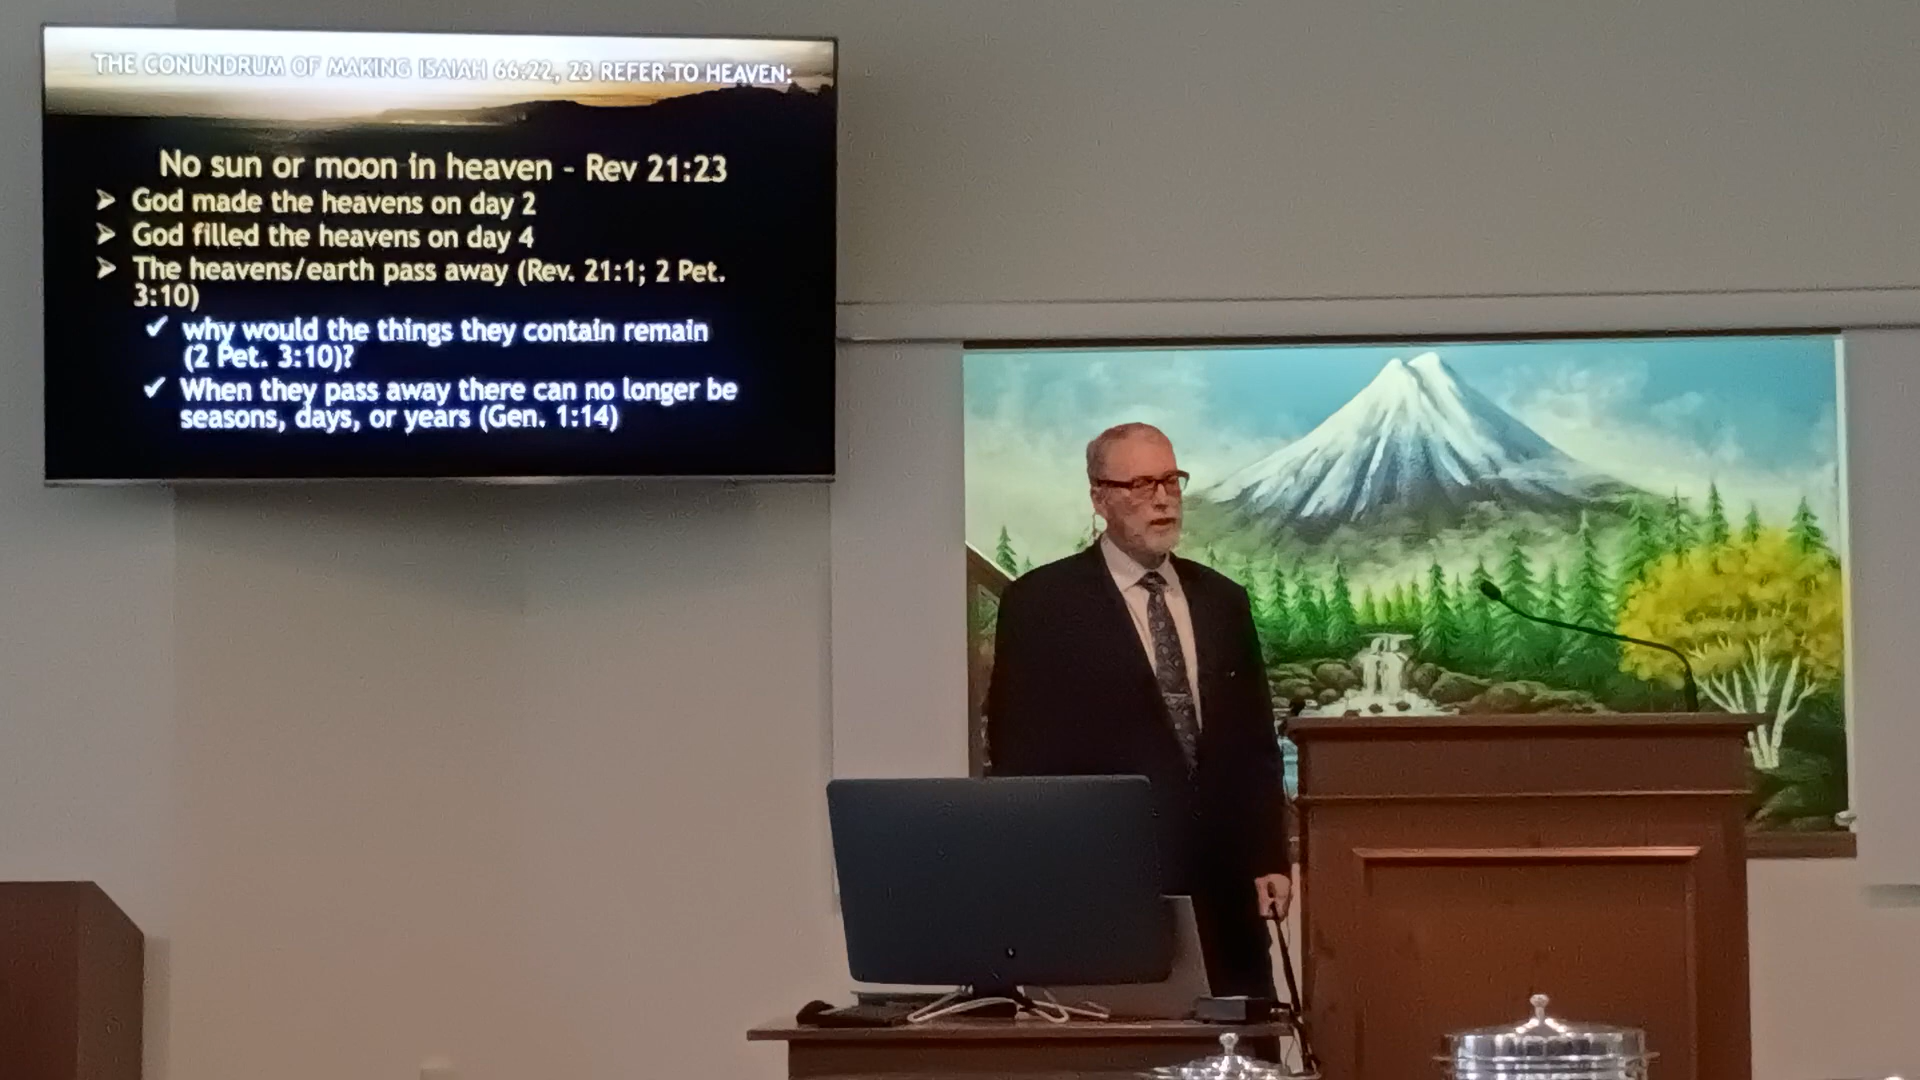 THE CONUNDRUM OF MAKING ISAIAH 66:22, 23 REFER TO HEAVEN:
No sun or moon in heaven - Rev 21:23
➢ God made the heavens on day 2
➢ God filled the heavens on day 4
➢ The heavens/earth pass away (Rev. 21:1; 2 Pet.
3:10)
✓ why would the things they contain remain
(2 Pet. 3:10)?
✓ When they pass away there can no longer be
seasons, days, or years (Gen. 1:14)